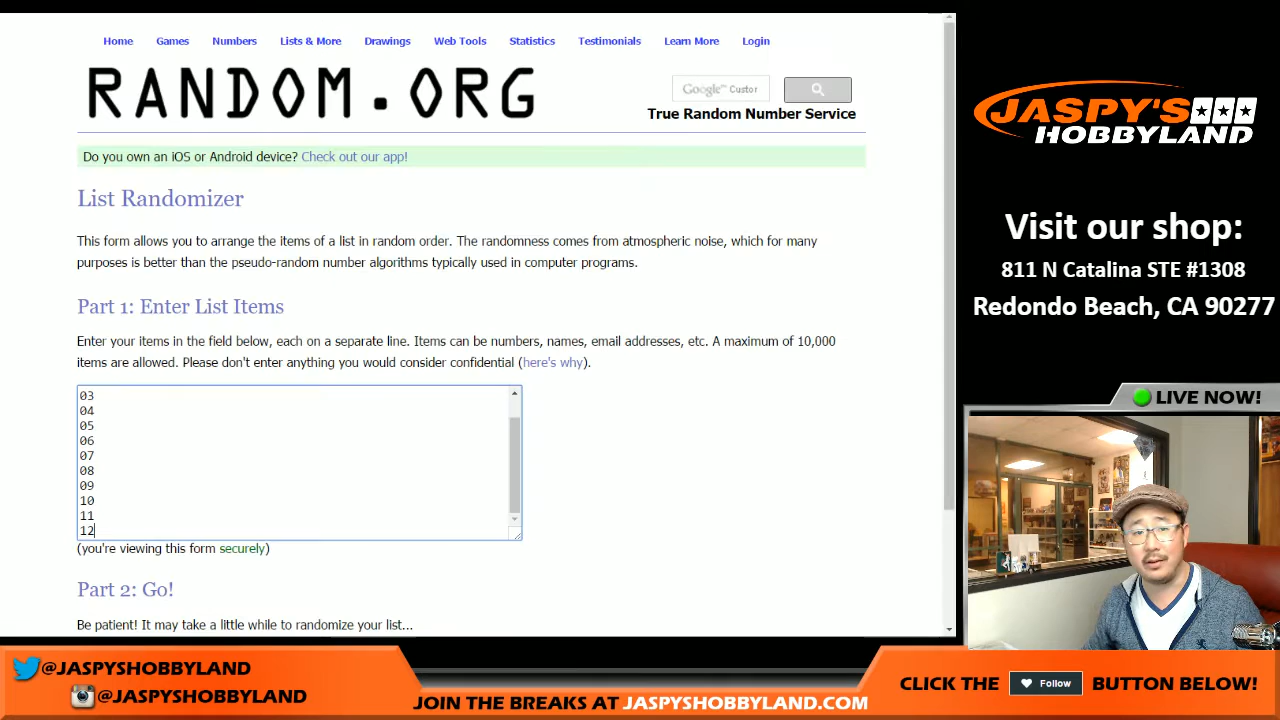 Home Games Numbers Lists & More Drawings Web Tools Statistics Testimonials Learn More Login
RANDOM.ORG
Google™ Custor
True Random Number Service
Do you own an iOS or Android device? Check out our app!
List Randomizer
This form allows you to arrange the items of a list in random order. The randomness comes from atmospheric noise, which for many
purposes is better than the pseudo-random number algorithms typically used in computer programs.
Part 1: Enter List Items
Enter your items in the field below, each on a separate line. Items can be numbers, names, email addresses, etc. A maximum of 10,000
items are allowed. Please don't enter anything you would consider confidential (here's why).
03
04
05
06
07
08
09
10
11
12
(you're viewing this form securely)
Part 2: Go!
Be patient! It may take a little while to randomize your list...
JASPY'S
HOBBYLAND
Visit our shop:
811 N Catalina STE #1308
Redondo Beach, CA 90277
LIVE NOW!
@JASPYSHOBBYLAND
@JASPYSHOBBYLAND
JOIN THE BREAKS AT JASPYSHOBBYLAND.COM
CLICK THE Follow BUTTON BELOW!